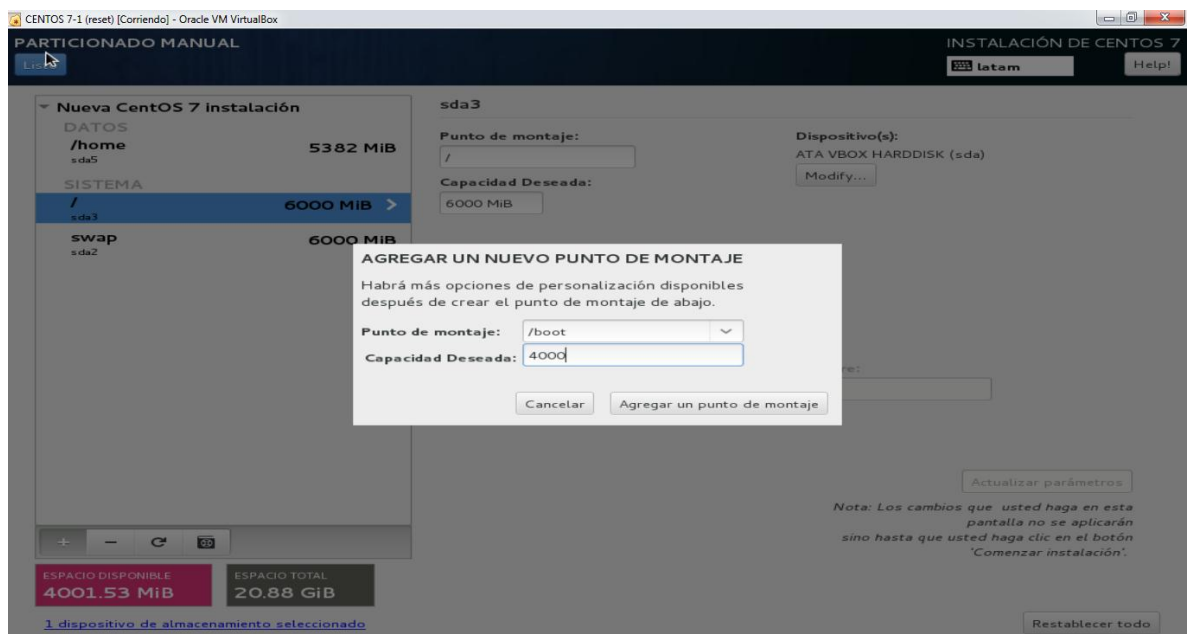 CENTOS 7-1 (reset) [Corriendo] - Oracle VM VirtualBox
PARTICIONADO MANUAL
INSTALACIÓN DE CENTOS 7
latam
Help!
Nueva CentOS 7 instalación
DATOS
/home
5382 MiB
sda5
SISTEMA
/
6000 MiB
sda3
swap
6000 MiB
sda2
sda3
Punto de montaje:
/
Capacidad Deseada:
6000 MiB
Dispositivo(s):
ATA VBOX HARDDISK (sda)
Modify...
AGREGAR UN NUEVO PUNTO DE MONTAJE
Habrá más opciones de personalización disponibles
después de crear el punto de montaje de abajo.
Punto de montaje:
/boot
Capacidad Deseada:
4000
Cancelar
Agregar un punto de montaje
Actualizar parámetros
Nota: Los cambios que usted haga en esta
pantalla no se aplicarán
sino hasta que usted haga clic en el botón
'Comenzar instalación'.
ESPACIO DISPONIBLE
4001.53 MiB
ESPACIO TOTAL
20.88 GiB
1 dispositivo de almacenamiento seleccionado
Restablecer todo